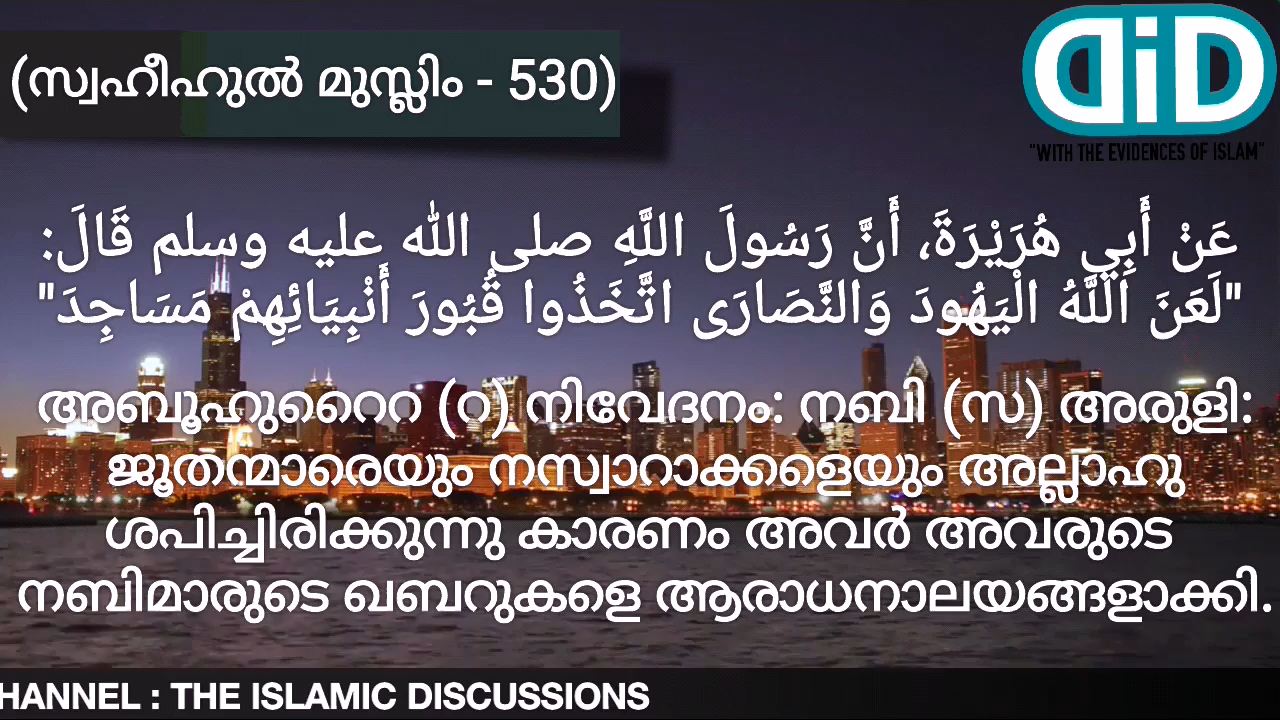 (സ്വഹീഹുൽ മുസ്ലിം - 530)
DiD
"WITH THE EVIDENCES OF ISLAM"
عَنْ أَبِي هُرَيْرَةَ، أَنَّ رَسُولَ اللَّهِ صلى الله عليه وسلم قَالَ:
"لَعَنَ اللَّهُ الْيَهُودَ وَالنَّصَارَى اتَّخَذُوا قُبُورَ أَنْبِيَائِهِمْ مَسَاجِدَ"
അബൂഹുറൈറ (റ) നിവേദനം: നബി (സ) അരുളി:
ജൂതന്മാരെയും നസ്വാറാക്കളെയും അല്ലാഹു
ശപിച്ചിരിക്കുന്നു കാരണം അവർ അവരുടെ
നബിമാരുടെ ഖബറുകളെ ആരാധനാലയങ്ങളാക്കി.
HANNEL : THE ISLAMIC DISCUSSIONS